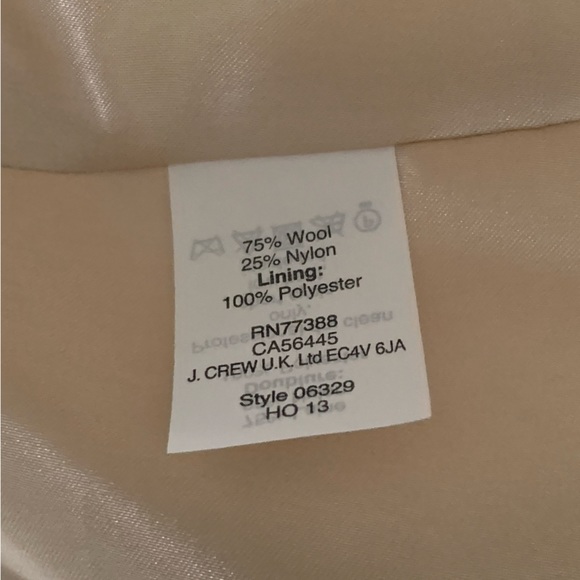 75% Wool
25% Nylon
Lining:
100% Polyester
RN77388
CA56445
J. CREW U.K. Ltd EC4V 6JA
Style 06329
HO 13